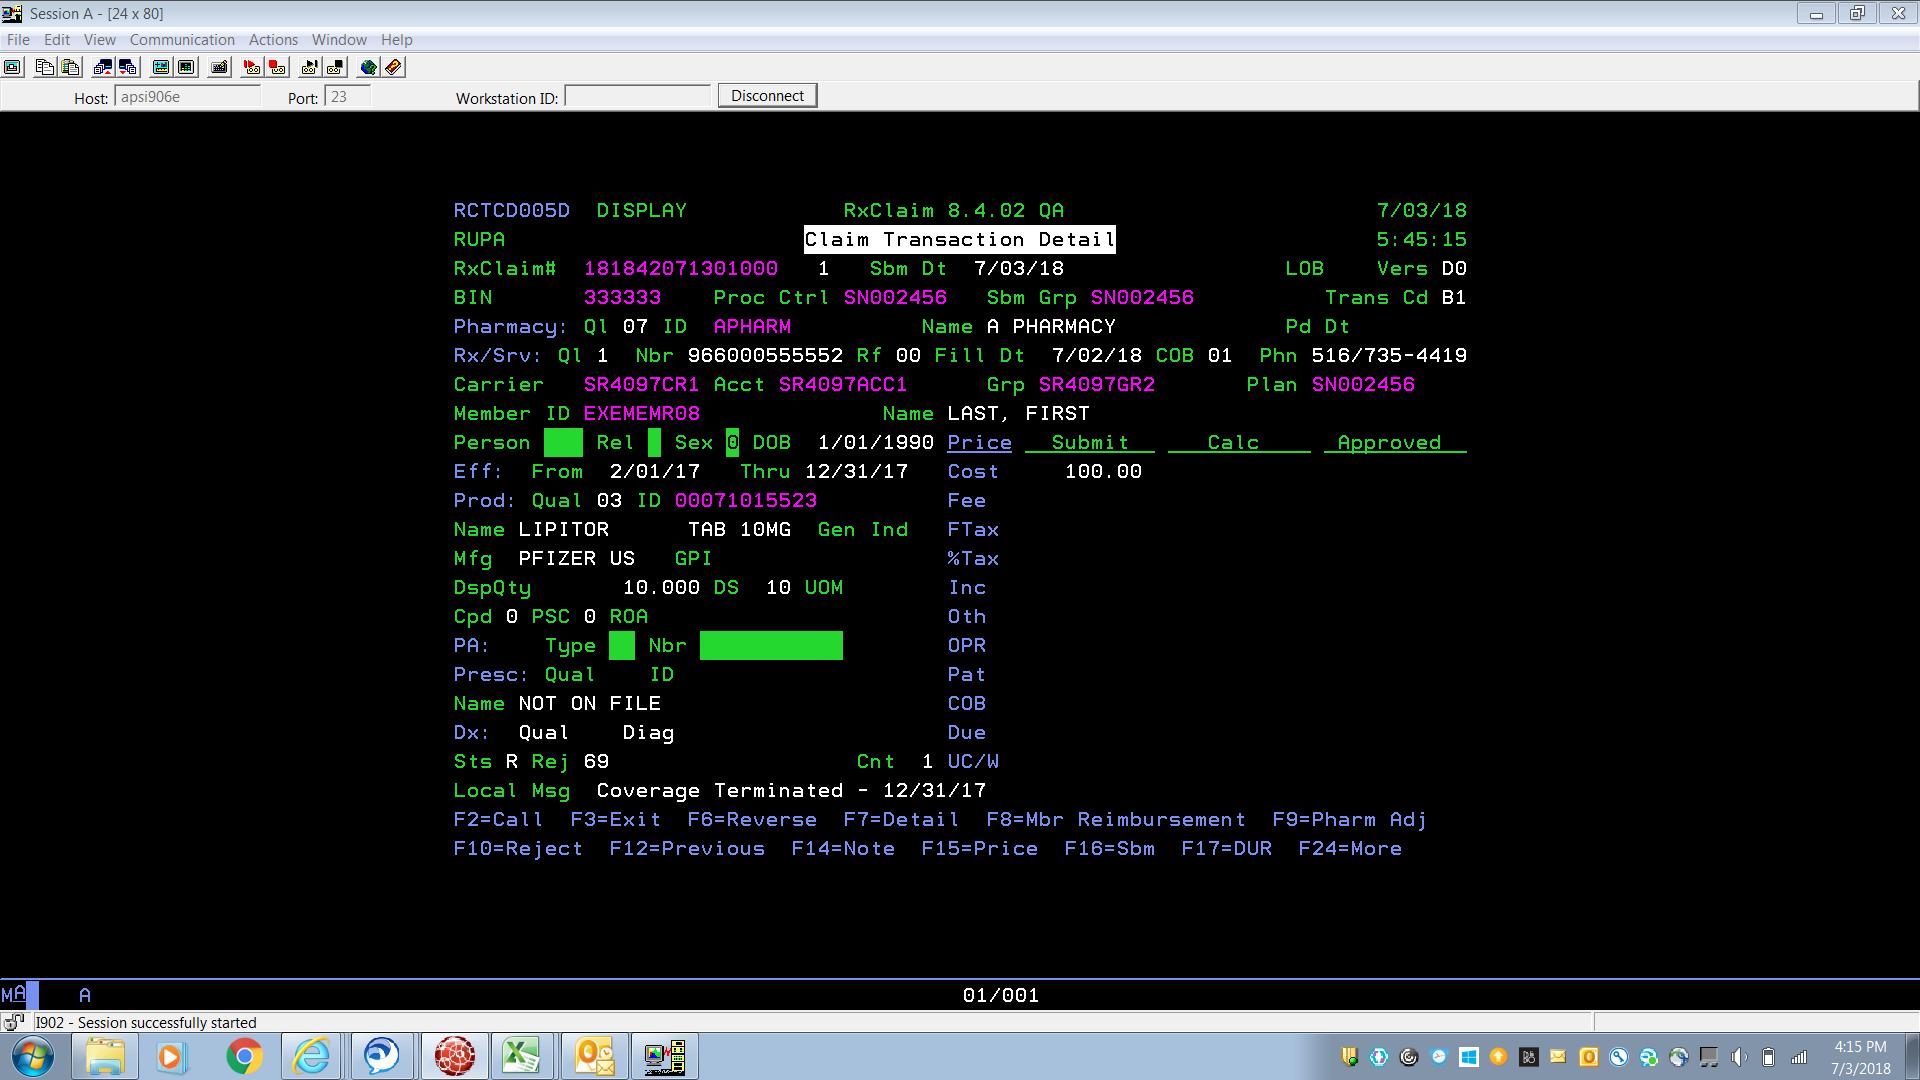 Session A - [24 x 80]
File Edit View Communication Actions Window Help
Host: apsi906e Port: 23 Workstation ID: Disconnect
RCTCD005D DISPLAY RxClaim 8.4.02 QA 7/03/18
RUPA Claim Transaction Detail 5:45:15
RxClaim# 181842071301000 1 Sbm Dt 7/03/18 LOB Vers D0
BIN 333333 Proc Ctrl SN002456 Sbm Grp SN002456 Trans Cd B1
Pharmacy: Ql 07 ID APHARM Name A PHARMACY Pd Dt
Rx/Srv: Ql 1 Nbr 966000555552 Rf 00 Fill Dt 7/02/18 COB 01 Phn 516/735-4419
Carrier SR4097CR1 Acct SR4097ACC1 Grp SR4097GR2 Plan SN002456
Member ID EXEMEMR08 Name LAST, FIRST
Person Rel Sex 0 DOB 1/01/1990 Price Submit Calc Approved
Eff: From 2/01/17 Thru 12/31/17 Cost 100.00
Prod: Qual 03 ID 00071015523 Fee
Name LIPITOR TAB 10MG Gen Ind FTax
Mfg PFIZER US GPI %Tax
DspQty 10.000 DS 10 UOM Inc
Cpd 0 PSC 0 ROA Oth
PA: Type Nbr OPR
Presc: Qual ID Pat
Name NOT ON FILE COB
Dx: Qual Diag Due
Sts R Rej 69 Cnt 1 UC/W
Local Msg Coverage Terminated - 12/31/17
F2=Call F3=Exit F6=Reverse F7=Detail F8=Mbr Reimbursement F9=Pharm Adj
F10=Reject F12=Previous F14=Note F15=Price F16=Sbm F17=DUR F24=More
MA A 01/001
I902 - Session successfully started
4:15 PM
7/3/2018